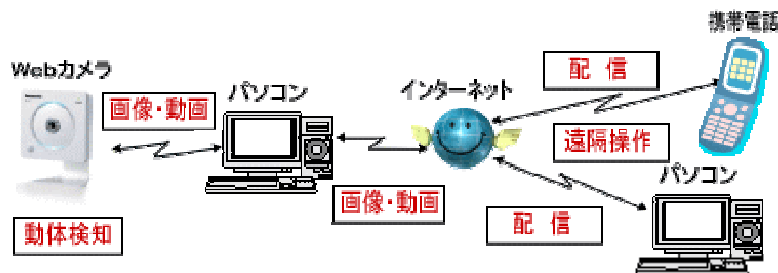 携帯電話
Webカメラ
画像・動画
パソコン
インターネット
配 信
遠隔操作
パソコン
画像・動画
配 信
動体検知